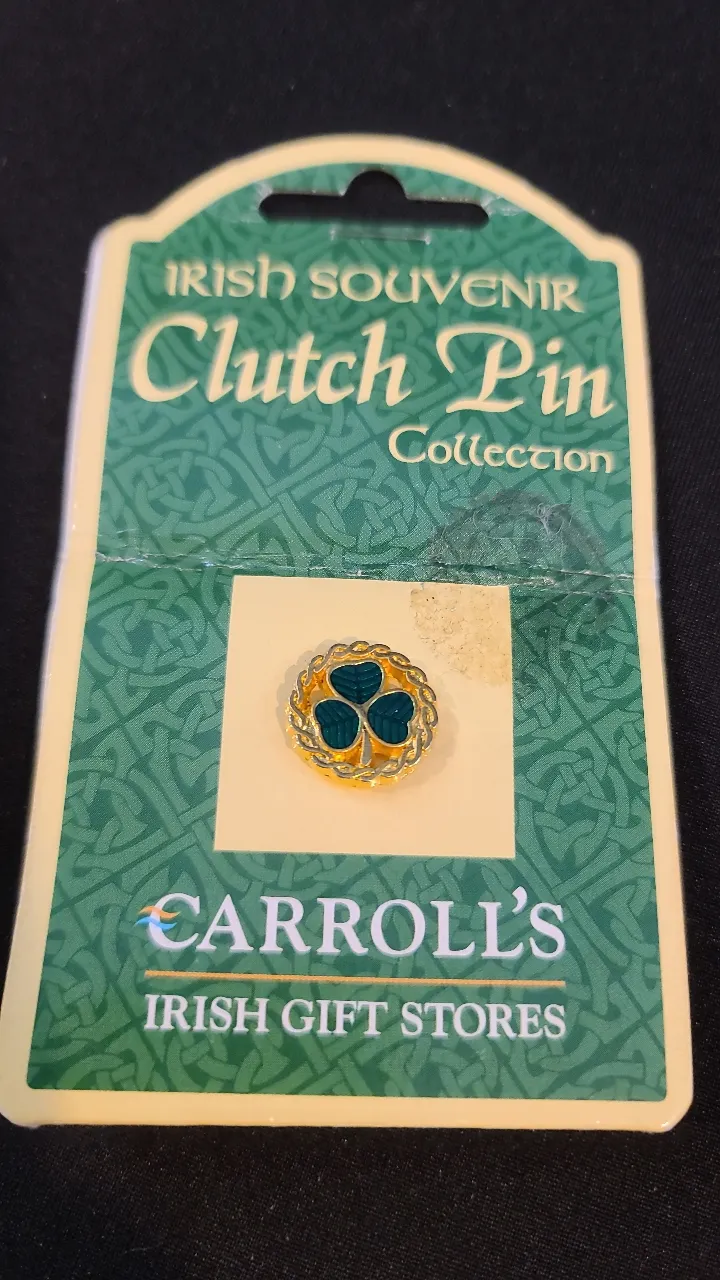 IRISH SOUVENIR
Clutch Pin
Collection
CARROLL'S
IRISH GIFT STORES